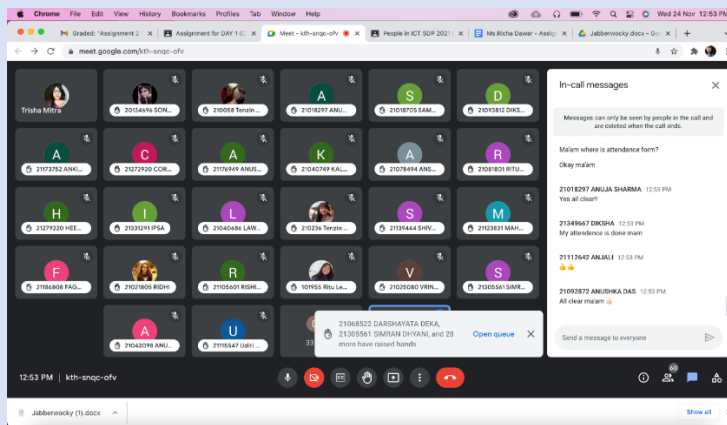 Chrome File Edit View History Bookmarks Profiles Tab Window Help Wed 24 Nov 12:53 PM
Graded: "Assignment 2 Assignment for DAY 1 (C Meet – kth-snqc-ofv People in ICT SDP 2021 Ms.Richa Dawar – Assign Jabberwocky docx – Go
meet.google.com/kth-snqc-ofv
Trisha Mitra
20134696 SON...
210058 Tenzin ...
A
21018297 ANU...
S
21018705 SAM...
D
21093812 DIKS...
A
21173752 ANKI...
C
21272920 COR...
A
21176949 ANUS...
K
21040749 KAL...
A
21078494 ANS...
R
21081801 RITU...
H
21279220 HEE...
I
21331291 IPSA
L
21040686 LAW...
210236 Tenzin ...
S
21139464 SHIV...
M
21123831 MAH...
F
21186808 FAG...
21021805 RIDHI
R
21105601 RISHI...
101955 Ritu Le...
V
21025080 VRIN...
S
21305561 SIMR...
A
21043098 ANU...
U
21115547 Uditi ...
33
21068522 DARSHAYATA DEKA,
21305561 SIMRAN DHYANI, and 28
more have raised hands
Open queue
In-call messages
Messages can only be seen by people in the call and
are deleted when the call ends.
Ma'am where is attendance form?
Okay ma'am
21018297 ANUJA SHARMA 12:53 PM
Yes all clear!!
21349667 DIKSHA 12:53 PM
My attendence is done mam
21112642 ANJALI 12:53 PM
👍👍
21092872 ANUSHKA DAS 12:53 PM
All clear ma'am 👍🏻
Send a message to everyone
12:53 PM | kth-snqc-ofv
60
Jabberwocky (1).docx
Show all